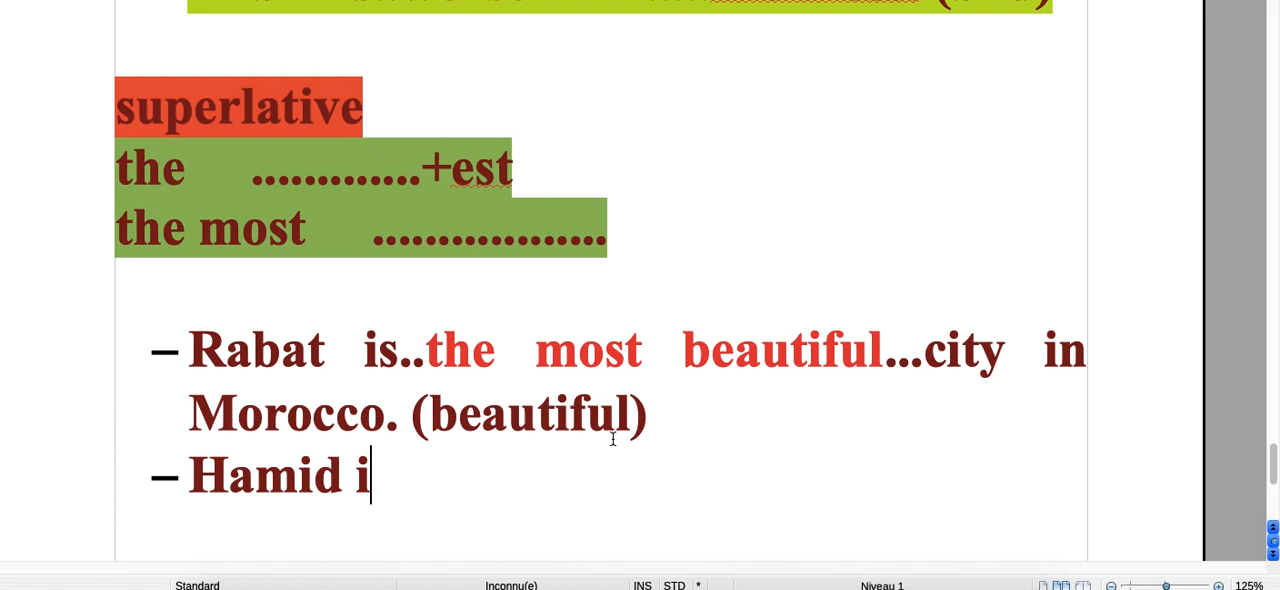 superlative
the .............+est
the most ..................
– Rabat is..the most beautiful...city in
Morocco. (beautiful)
– Hamid i
Standard Inconnu(e) INS STD * Niveau 1 125%